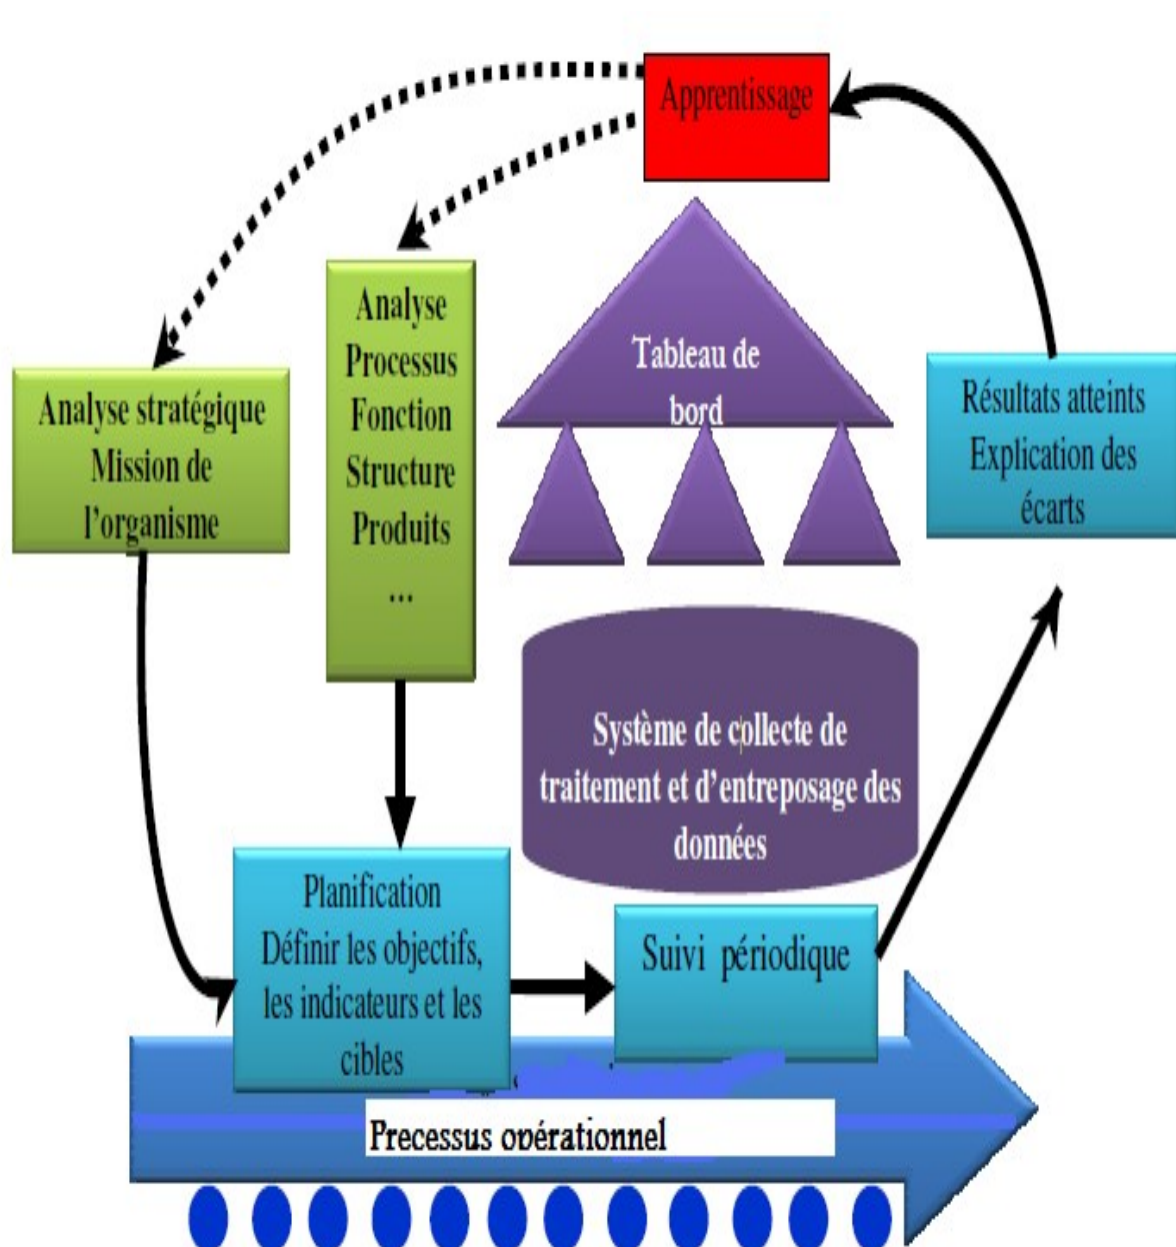 Apprentissage
Analyse
Processus
Fonction
Structure
Produits
...
Tableau de
bord
Analyse stratégique
Mission de
l'organisme
Résultats atteints
Explication des
écarts
Système de collecte de
traitement et d'entreposage des
données
Planification
Définir les objectifs,
les indicateurs et les
cibles
Suivi périodique
Precessus opérationnel